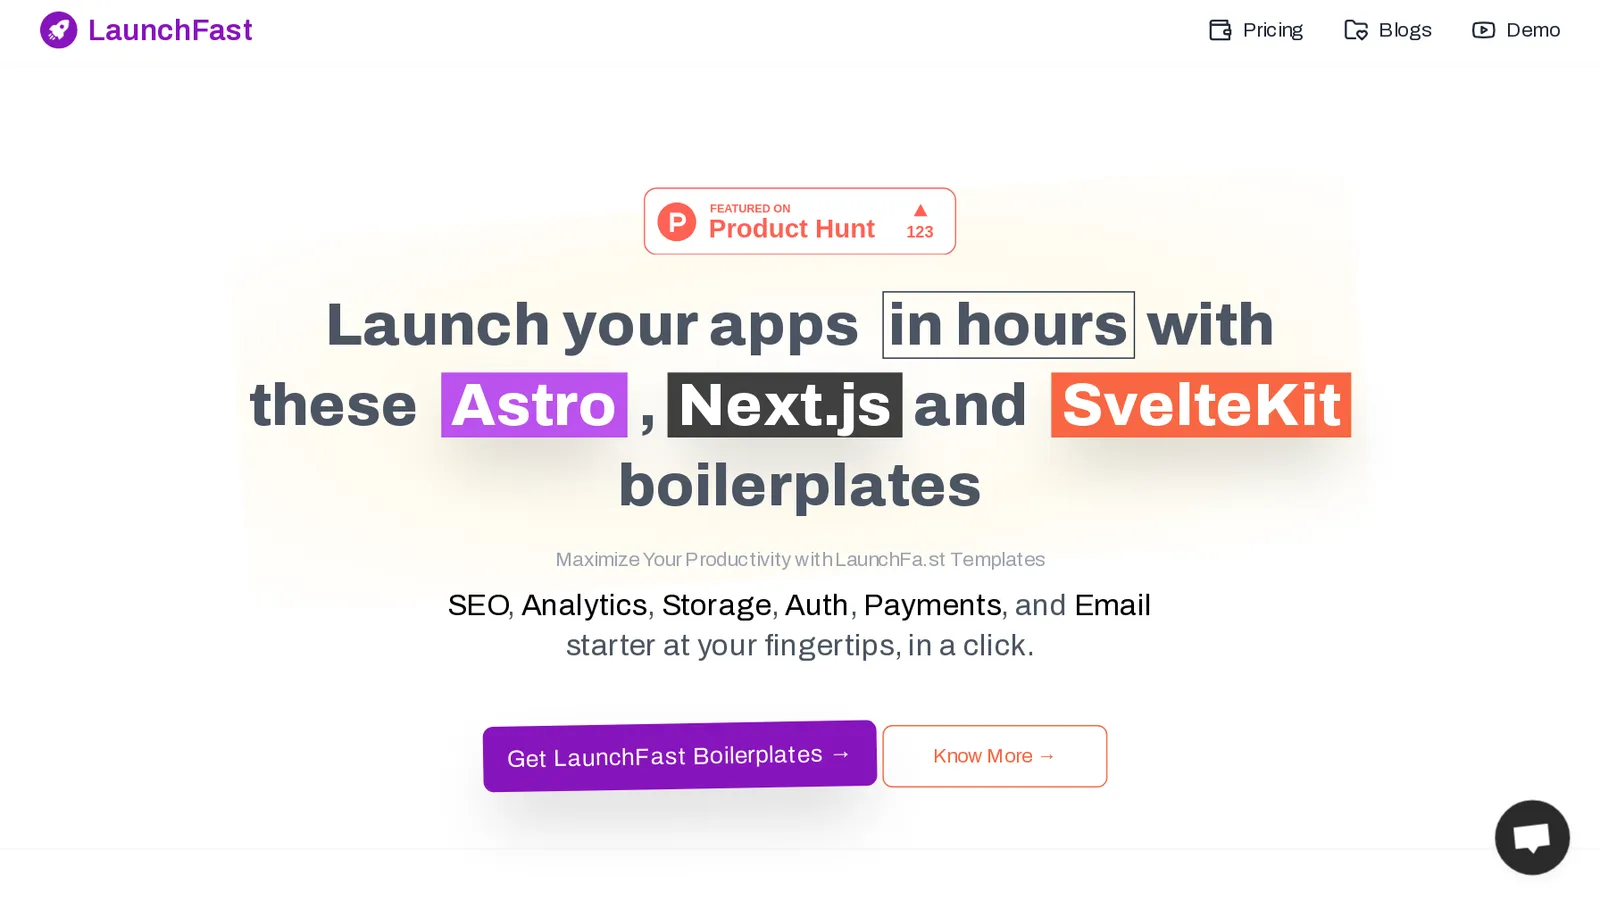 LaunchFast
Pricing
Blogs
Demo
FEATURED ON
Product Hunt
▲
123
Launch your apps in hours with
these Astro , Next.js and SvelteKit
boilerplates
Maximize Your Productivity with LaunchFa.st Templates
SEO, Analytics, Storage, Auth, Payments, and Email
starter at your fingertips, in a click.
Get LaunchFast Boilerplates →
Know More →